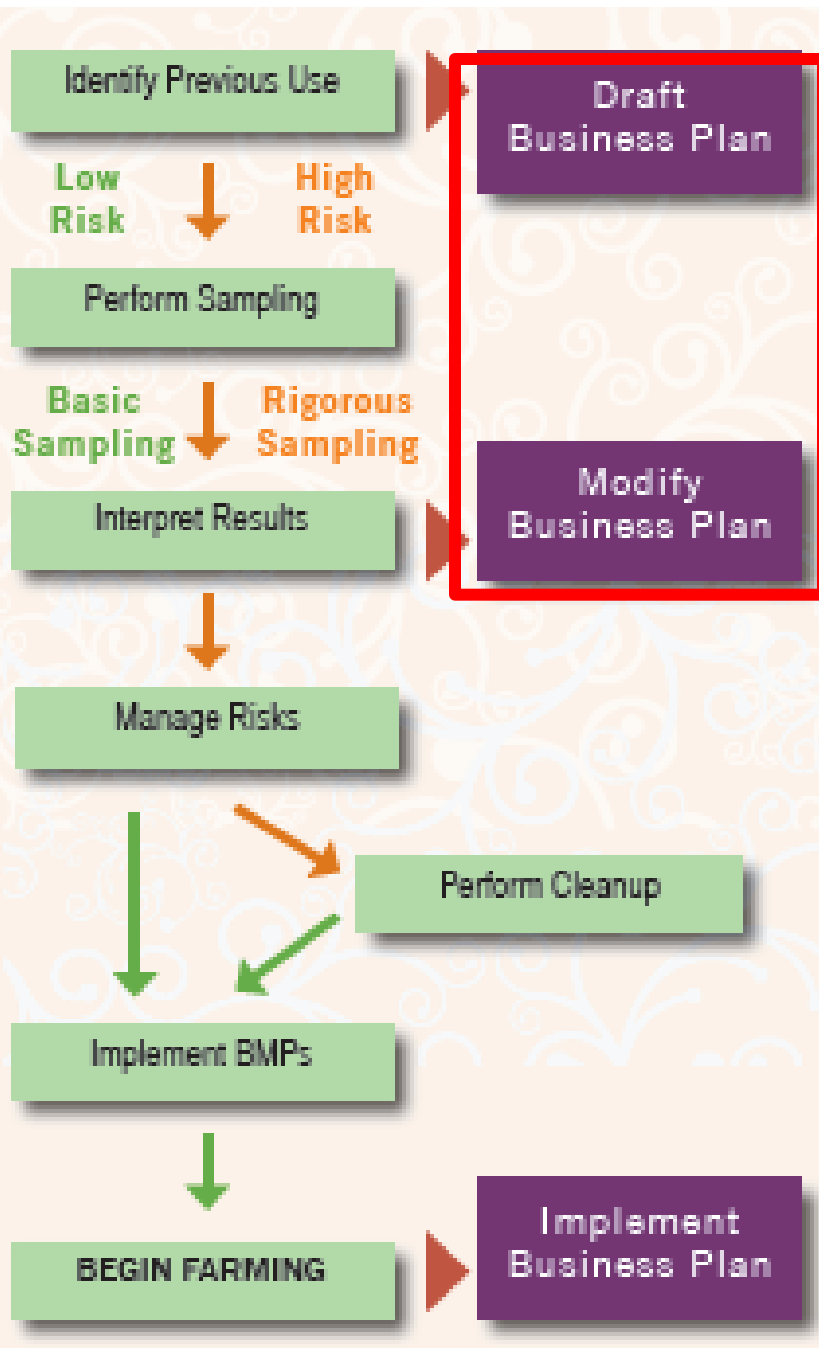 Identify Previous Use
Draft
Business Plan
Low
Risk
High
Risk
Perform Sampling
Basic
Sampling
Rigorous
Sampling
Interpret Results
Modify
Business Plan
Manage Risks
Perform Cleanup
Implement BMPs
BEGIN FARMING
Implement
Business Plan